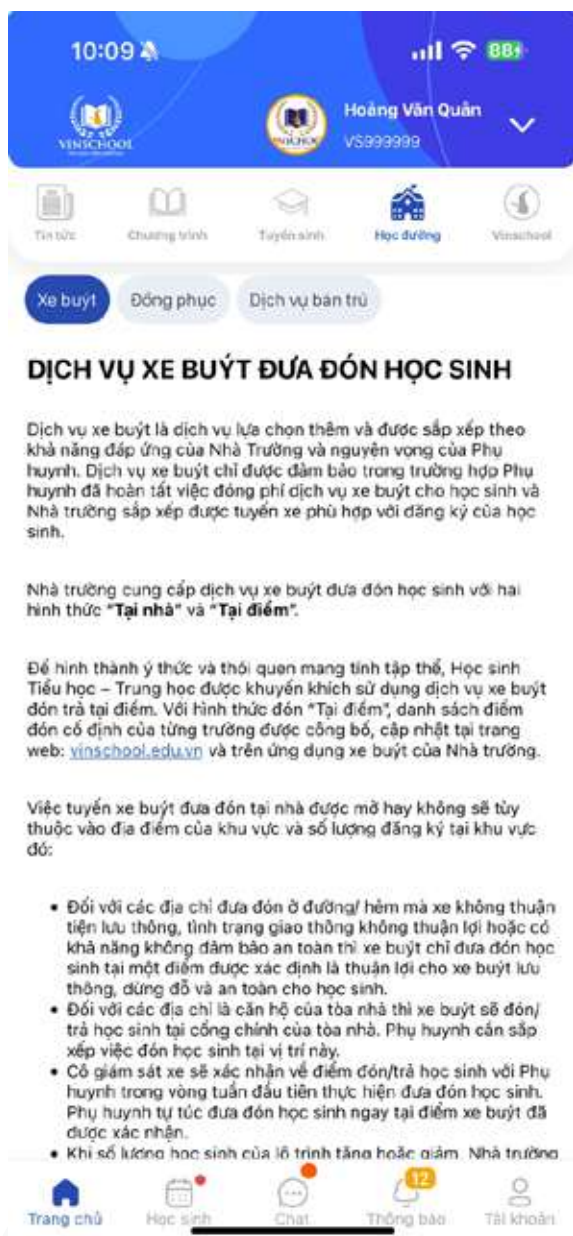 10:09
88
VINSCHOOL
Hoàng Văn Quân
VS999999
Tin tức
Chương trình
Tuyển sinh
Học đường
Vinschool
Xe buýt
Đồng phục
Dịch vụ bán trú
DỊCH VỤ XE BUÝT ĐƯA ĐÓN HỌC SINH
Dịch vụ xe buýt là dịch vụ lựa chọn thêm và được sắp xếp theo
khả năng đáp ứng của Nhà Trường và nguyện vọng của Phụ
huynh. Dịch vụ xe buýt chỉ được đảm bảo trong trường hợp Phụ
huynh đã hoàn tất việc đóng phí dịch vụ xe buýt cho học sinh và
Nhà trường sắp xếp được tuyến xe phù hợp với đăng ký của học
sinh.
Nhà trường cung cấp dịch vụ xe buýt đưa đón học sinh với hai
hình thức “Tại nhà” và “Tại điểm”.
Để hình thành ý thức và thói quen mang tính tập thể, Học sinh
Tiểu học – Trung học được khuyến khích sử dụng dịch vụ xe buýt
đón trả tại điểm. Với hình thức đón “Tại điểm”, danh sách điểm
đón cố định của từng trường được công bố, cập nhật tại trang
web: vinschool.edu.vn và trên ứng dụng xe buýt của Nhà trường.
Việc tuyến xe buýt đưa đón tại nhà được mở hay không sẽ tùy
thuộc vào địa điểm của khu vực và số lượng đăng ký tại khu vực
đó:
• Đối với các địa chỉ đưa đón ở đường/ hẻm mà xe không thuận
tiện lưu thông, tình trạng giao thông không thuận lợi hoặc có
khả năng không đảm bảo an toàn thì xe buýt chỉ đưa đón học
sinh tại một điểm được xác định là thuận lợi cho xe buýt lưu
thông, dừng đỗ và an toàn cho học sinh.
• Đối với các địa chỉ là căn hộ của tòa nhà thì xe buýt sẽ đón/
trả học sinh tại cổng chính của tòa nhà. Phụ huynh cần sắp
xếp việc đón học sinh tại vị trí này.
• Cô giám sát xe sẽ xác nhận về điểm đón/trả học sinh với Phụ
huynh trong vòng tuần đầu tiên thực hiện đưa đón học sinh.
Phụ huynh tự túc đưa đón học sinh ngay tại điểm xe buýt đã
được xác nhận.
• Khi số lượng học sinh của lộ trình tăng hoặc giảm, Nhà trường
12
Trang chủ
Học sinh
Chat
Thông báo
Tài khoản